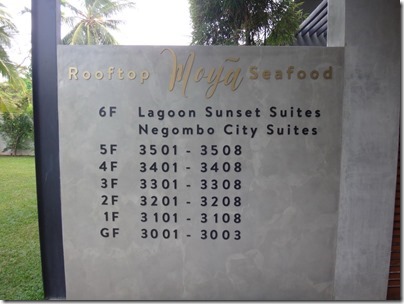 Rooftop Moyã Seafood
6F Lagoon Sunset Suites
Negombo City Suites
5F 3501 - 3508
4F 3401 - 3408
3F 3301 - 3308
2F 3201 - 3208
1F 3101 - 3108
GF 3001 - 3003